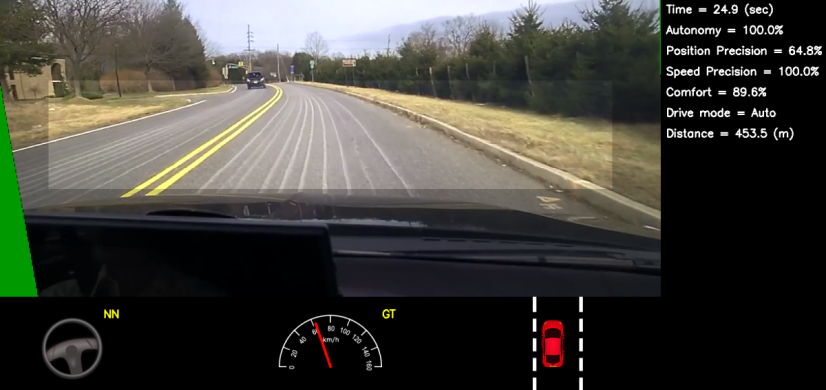 Time = 24.9 (sec)
Autonomy = 100.0%
Position Precision = 64.8%
Speed Precision = 100.0%
Comfort = 89.6%
Drive mode = Auto
Distance = 453.5 (m)
NN
GT
0 20 40 60 80 100 120 140 160
km/h